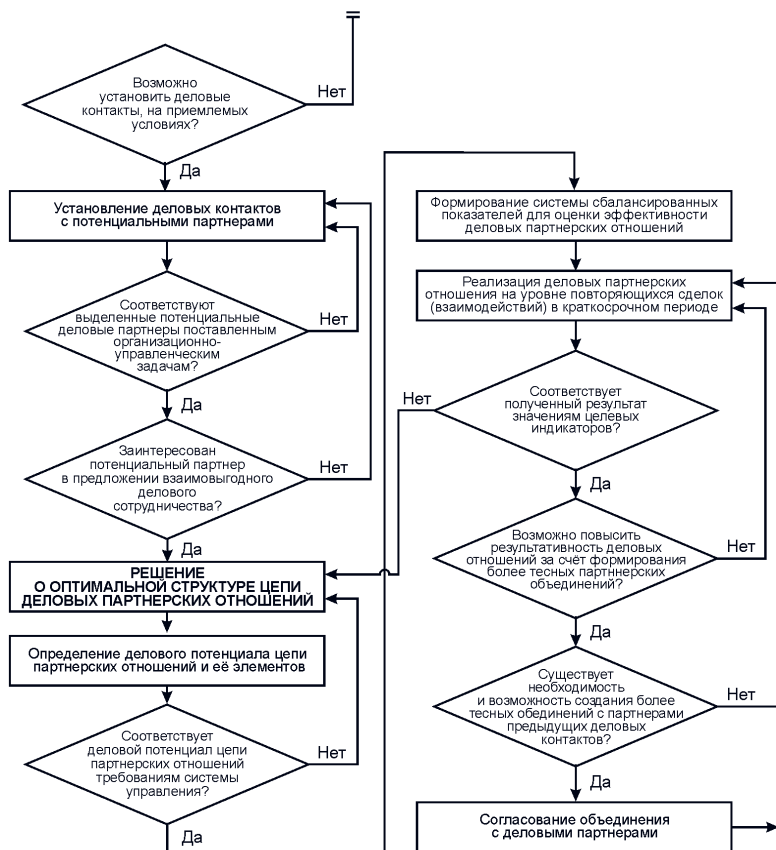 Возможно
установить деловые
контакты, на приемлемых
условиях?
Нет
Да
Установление деловых контактов
с потенциальными партнерами
Соответствуют
выделенные потенциальные
деловые партнеры поставленным
организационно-
управленческим
задачам?
Нет
Да
Заинтересован
потенциальный партнер
в предложении взаимовыгодного
делового
сотрудничества?
Нет
Да
РЕШЕНИЕ
О ОПТИМАЛЬНОЙ СТРУКТУРЕ ЦЕПИ
ДЕЛОВЫХ ПАРТНЕРСКИХ ОТНОШЕНИЙ
Определение делового потенциала цепи
партнерских отношений и её элементов
Соответствует
деловой потенциал цепи
партнерских отношений
требованиям системы
управления?
Нет
Да
Формирование системы сбалансированных
показателей для оценки эффективности
деловых партнерских отношений
Реализация деловых партнерских
отношения на уровне повторяющихся сделок
(взаимодействий) в краткосрочном периоде
Соответствует
полученный результат
значениям целевых
индикаторов?
Нет
Да
Возможно повысить
результативность деловых
отношений за счёт формирования
более тесных партннерских
объединений?
Нет
Да
Существует
необходимость
и возможность создания более
тесных обединений с партнерами
предыдущих деловых
контактов?
Нет
Да
Согласование объединения
с деловыми партнерами